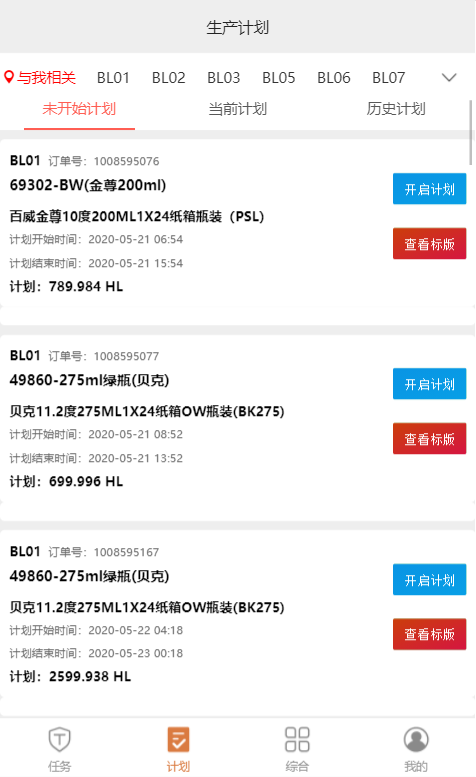 生产计划
与我相关 BL01 BL02 BL03 BL05 BL06 BL07
未开始计划 当前计划 历史计划
BL01 订单号：1008595076
69302-BW(金尊200ml)
开启计划
百威金尊10度200ML1X24纸箱瓶装（PSL）
计划开始时间：2020-05-21 06:54
查看标版
计划结束时间：2020-05-21 15:54
计划：789.984 HL
BL01 订单号：1008595077
49860-275ml绿瓶(贝克)
开启计划
贝克11.2度275ML1X24纸箱OW瓶装(BK275)
计划开始时间：2020-05-21 08:52
查看标版
计划结束时间：2020-05-21 13:52
计划：699.996 HL
BL01 订单号：1008595167
49860-275ml绿瓶(贝克)
开启计划
贝克11.2度275ML1X24纸箱OW瓶装(BK275)
计划开始时间：2020-05-22 04:18
查看标版
计划结束时间：2020-05-23 00:18
计划：2599.938 HL
任务 计划 综合 我的